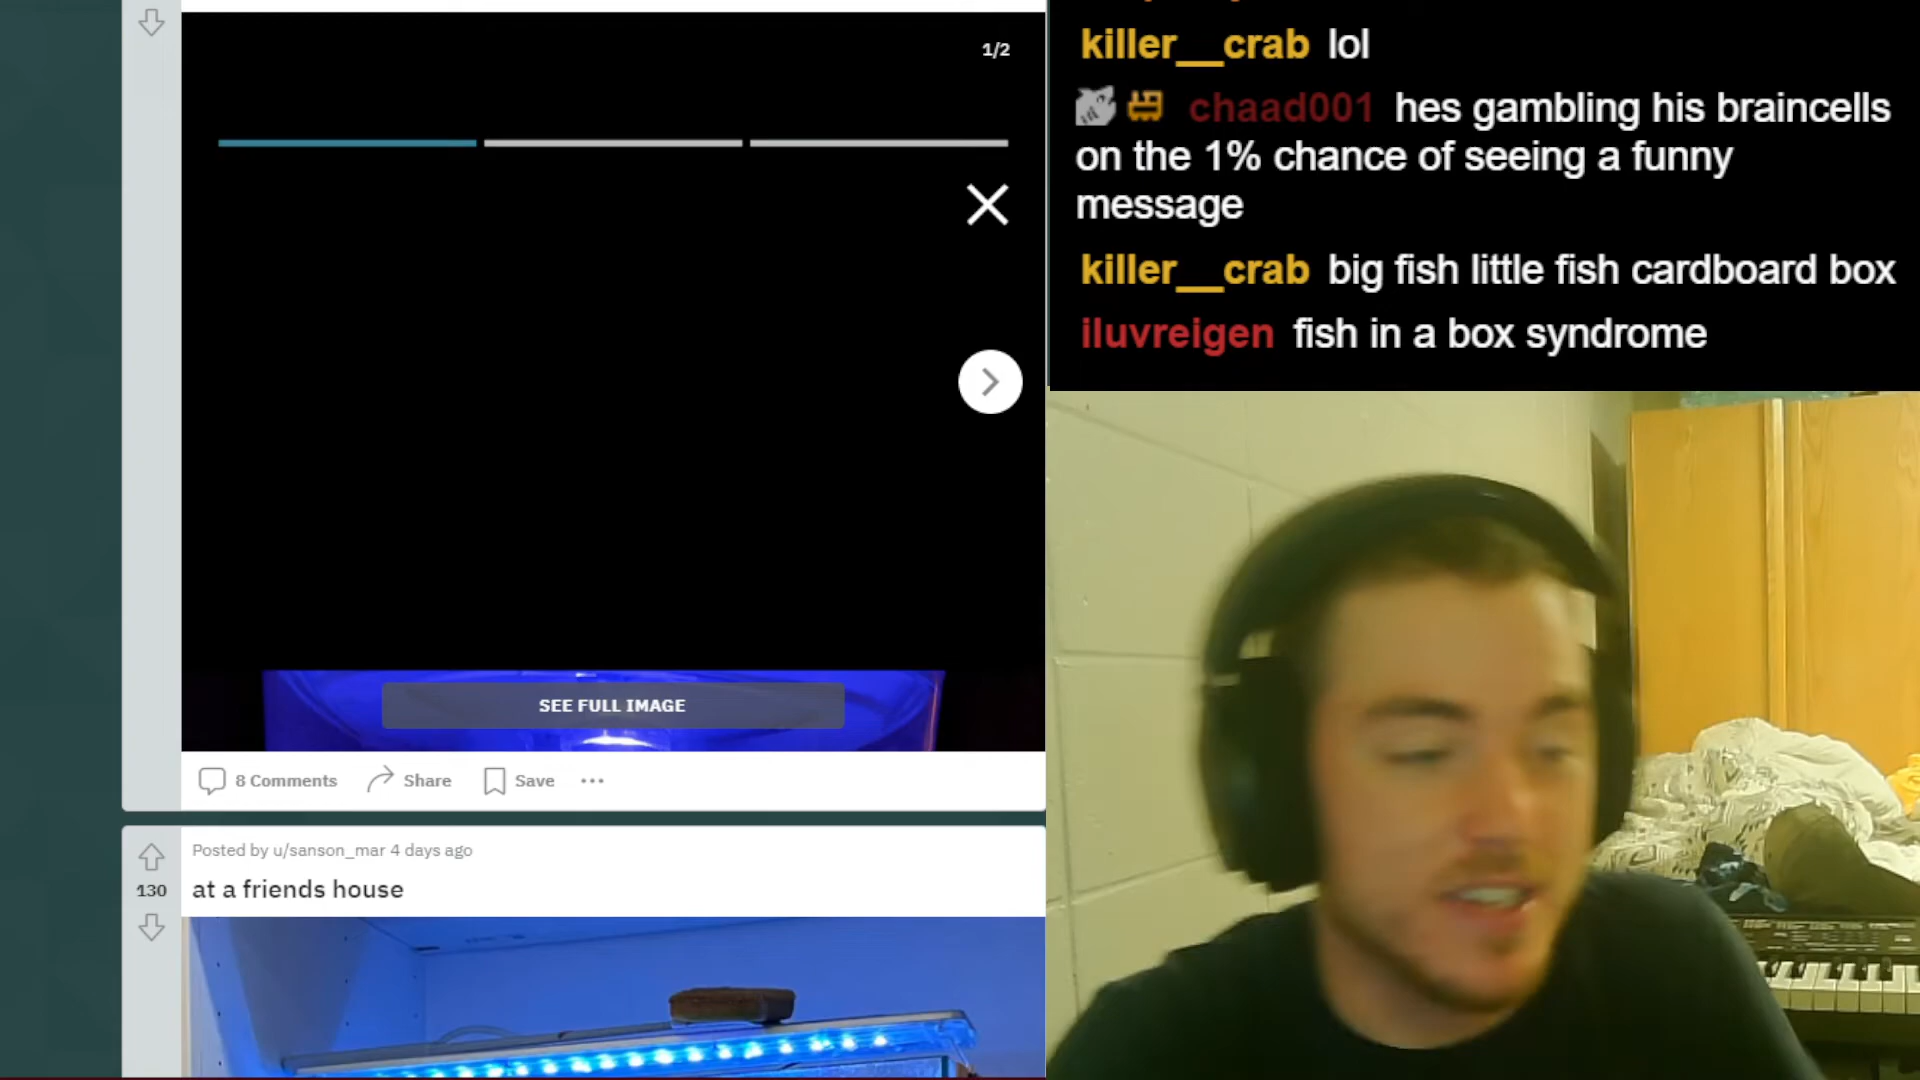 1/2
SEE FULL IMAGE
8 Comments
Share
Save
Posted by u/sanson_mar 4 days ago
130
at a friends house
killer__crab lol
chaad001 hes gambling his braincells
on the 1% chance of seeing a funny
message
killer__crab big fish little fish cardboard box
iluvreigen fish in a box syndrome